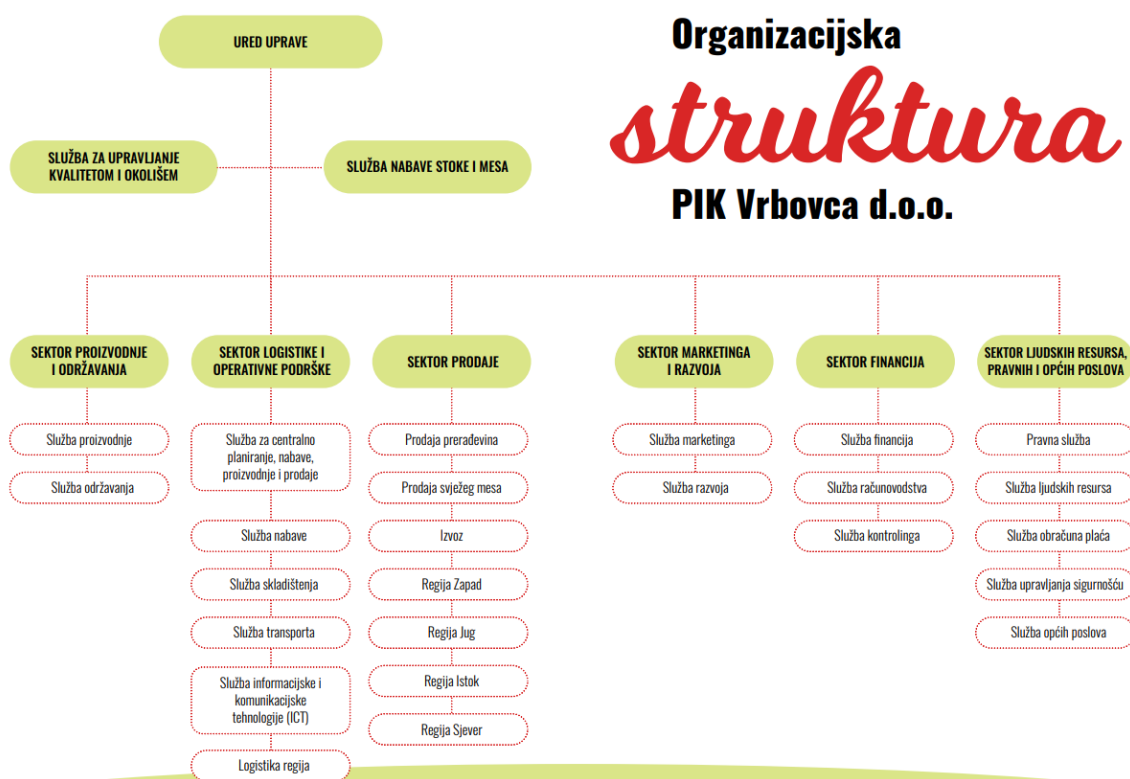 Organizacijska
struktura
PIK Vrbovca d.o.o.
URED UPRAVE
SLUŽBA ZA UPRAVLJANJE
KVALITETOM I OKOLIŠEM
SLUŽBA NABAVE STOKE I MESA
SEKTOR PROIZVODNJE
I ODRŽAVANJA
Služba proizvodnje
Služba održavanja
SEKTOR LOGISTIKE I
OPERATIVNE PODRŠKE
Služba za centralno
planiranje, nabave,
proizvodnje i prodaje
Služba nabave
Služba skladištenja
Služba transporta
Služba informacijske i
komunikacijske
tehnologije (ICT)
Logistika regija
SEKTOR PRODAJE
Prodaja prerađevina
Prodaja svježeg mesa
Izvoz
Regija Zapad
Regija Jug
Regija Istok
Regija Sjever
SEKTOR MARKETINGA
I RAZVOJA
Služba marketinga
Služba razvoja
SEKTOR FINANCIJA
Služba financija
Služba računovodstva
Služba kontrolinga
SEKTOR LJUDSKIH RESURSA,
PRAVNIH I OPĆIH POSLOVA
Pravna služba
Služba ljudskih resursa
Služba obračuna plaća
Služba upravljanja sigurnošću
Služba općih poslova